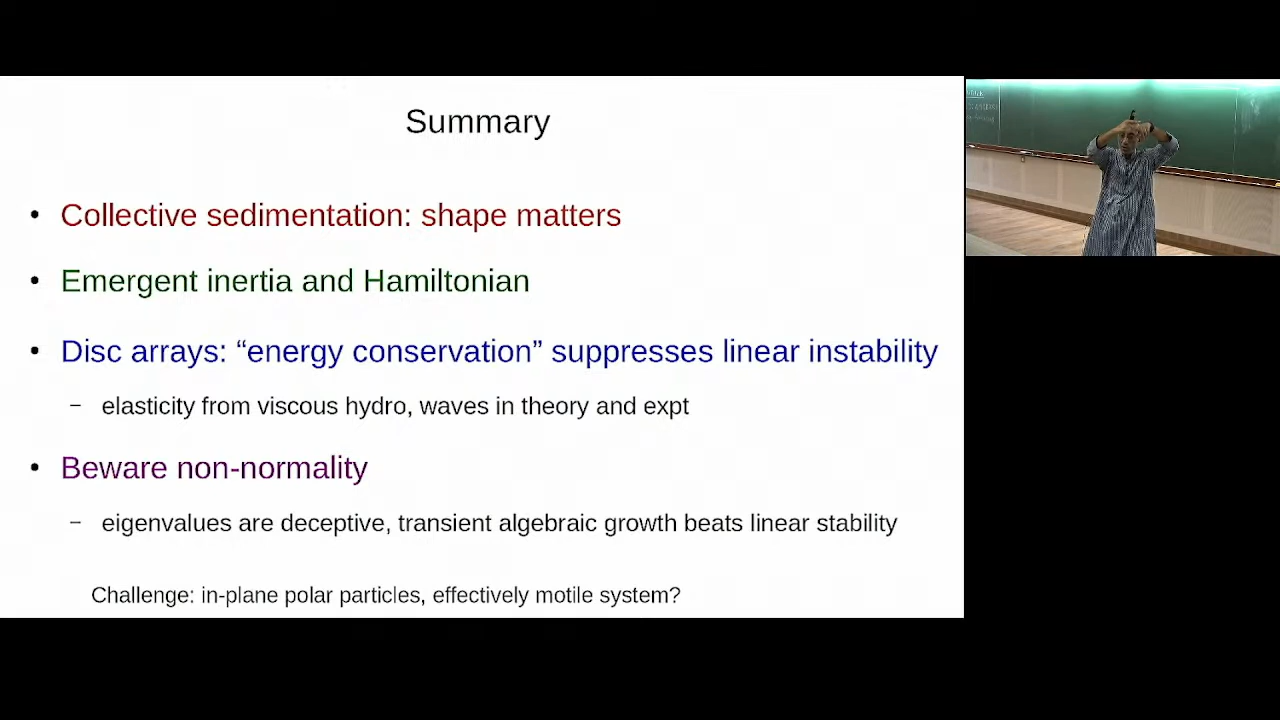 Summary
• Collective sedimentation: shape matters
• Emergent inertia and Hamiltonian
• Disc arrays: “energy conservation” suppresses linear instability
– elasticity from viscous hydro, waves in theory and expt
• Beware non-normality
– eigenvalues are deceptive, transient algebraic growth beats linear stability
Challenge: in-plane polar particles, effectively motile system?